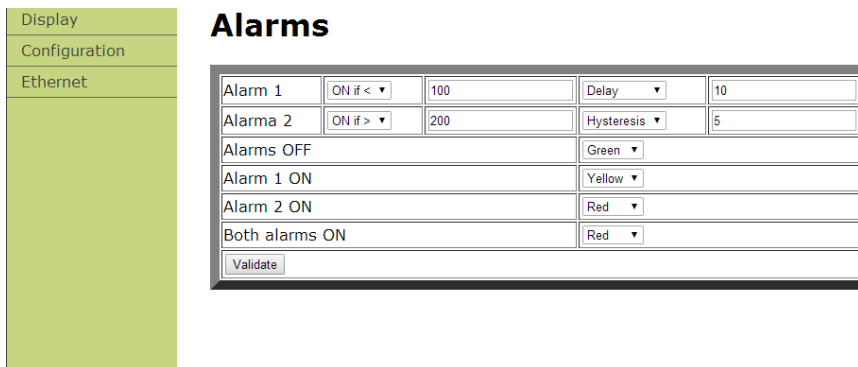 Display
Configuration
Ethernet
Alarms
Alarm 1 ON if < 100 Delay 10
Alarma 2 ON if > 200 Hysteresis 5
Alarms OFF Green
Alarm 1 ON Yellow
Alarm 2 ON Red
Both alarms ON Red
Validate